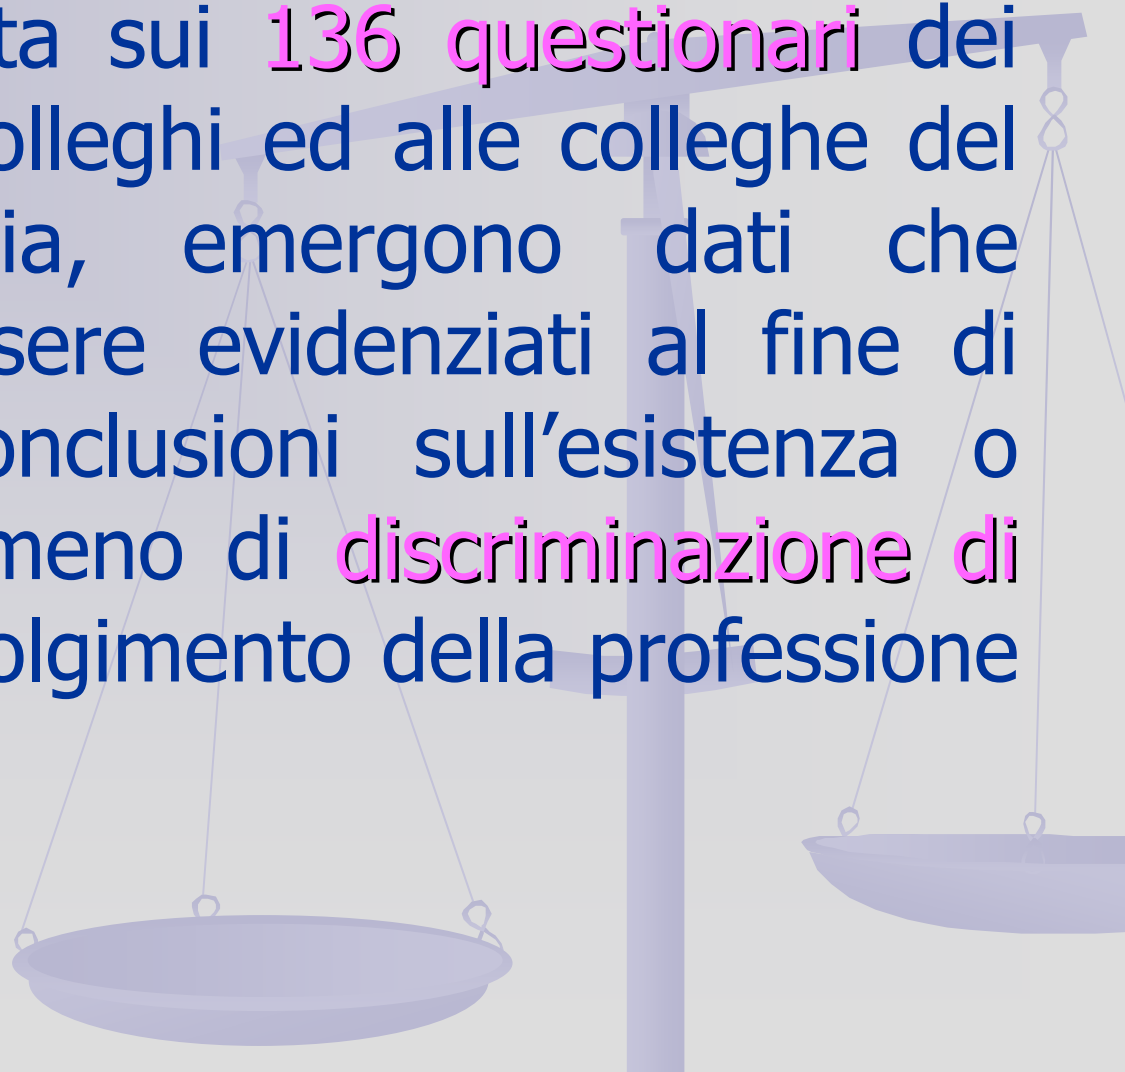 ta sui 136 questionari dei
olleghi ed alle colleghe del
ia, emergono dati che
sere evidenziati al fine di
onclusioni sull’esistenza o
meno di discriminazione di
olgimento della professione